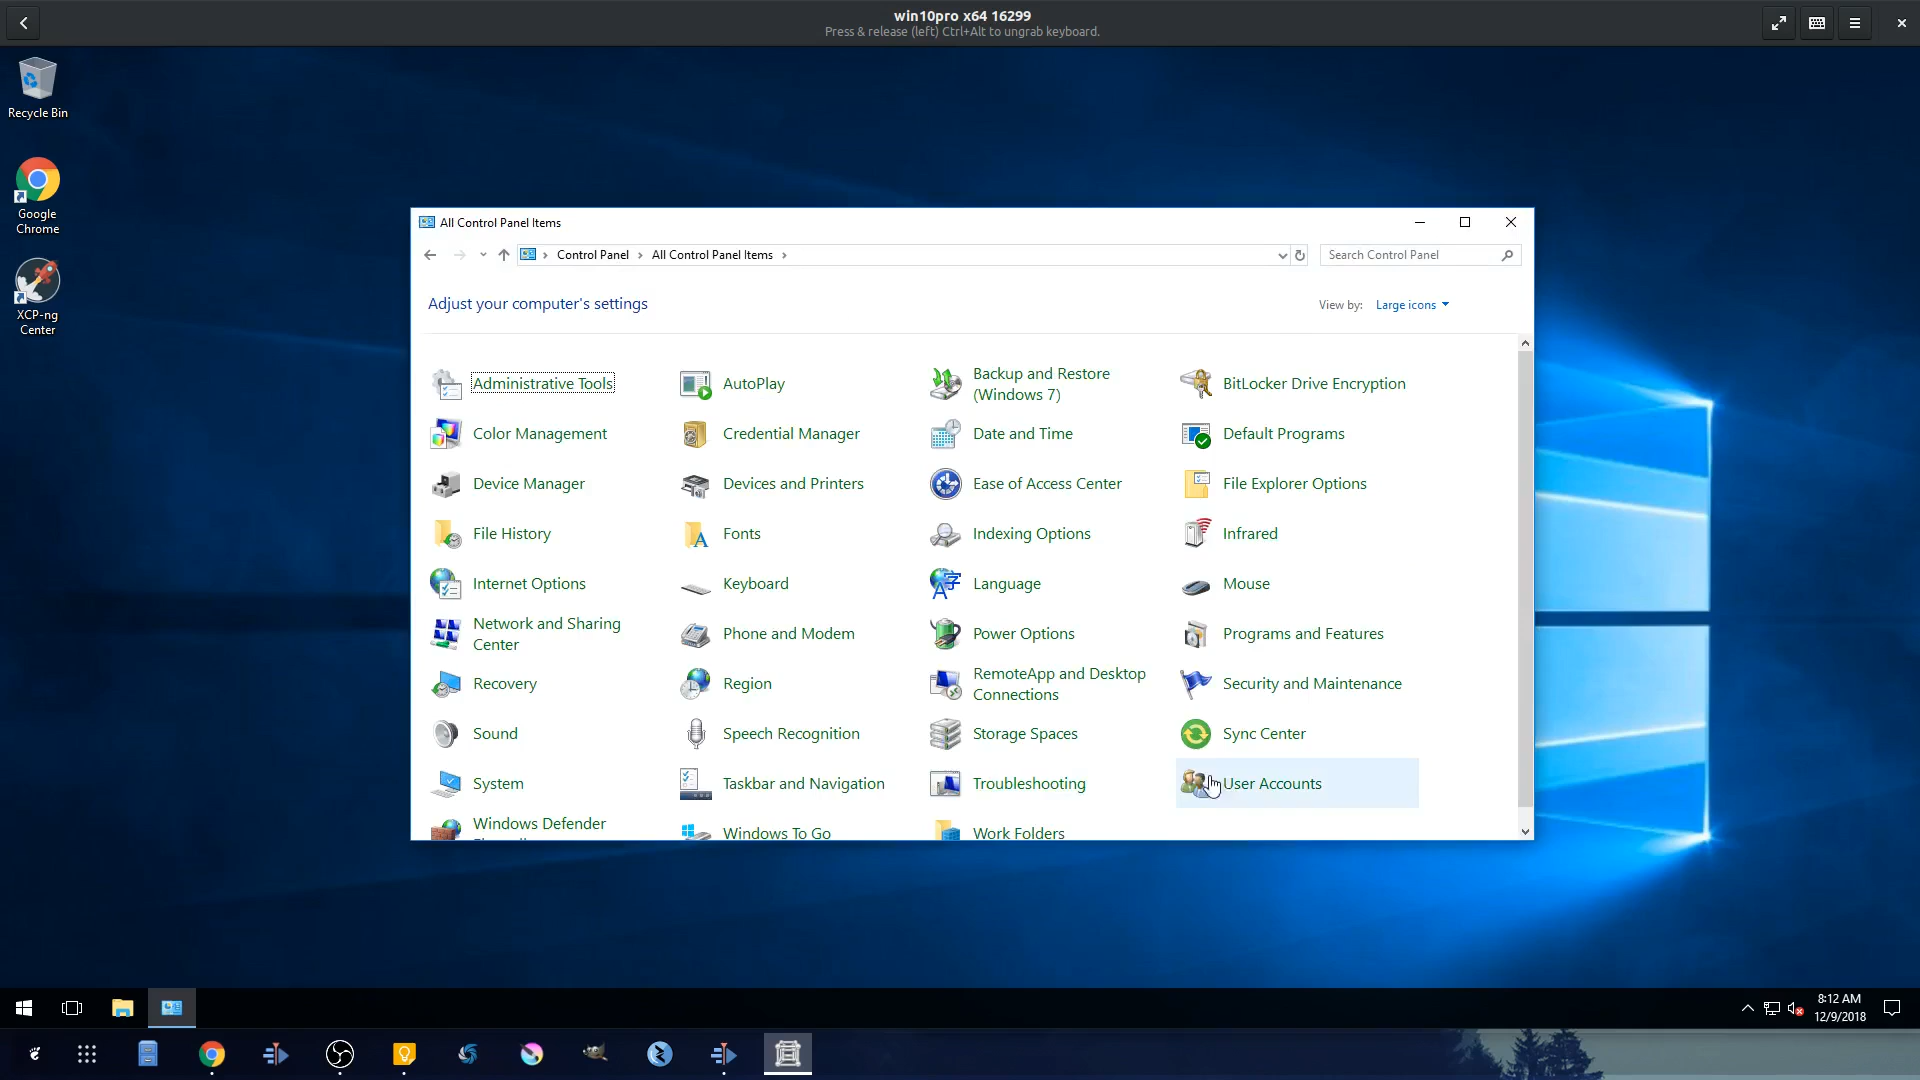 win10pro x64 16299
Press & release (left) Ctrl+Alt to ungrab keyboard.
Recycle Bin
Google
Chrome
XCP-ng
Center
All Control Panel Items
Control Panel
All Control Panel Items
Search Control Panel
Adjust your computer's settings
View by:
Large icons
Administrative Tools
AutoPlay
Backup and Restore
(Windows 7)
BitLocker Drive Encryption
Color Management
Credential Manager
Date and Time
Default Programs
Device Manager
Devices and Printers
Ease of Access Center
File Explorer Options
File History
Fonts
Indexing Options
Infrared
Internet Options
Keyboard
Language
Mouse
Network and Sharing
Center
Phone and Modem
Power Options
Programs and Features
Recovery
Region
RemoteApp and Desktop
Connections
Security and Maintenance
Sound
Speech Recognition
Storage Spaces
Sync Center
System
Taskbar and Navigation
Troubleshooting
User Accounts
Windows Defender
Windows To Go
Work Folders
8:12 AM
12/9/2018